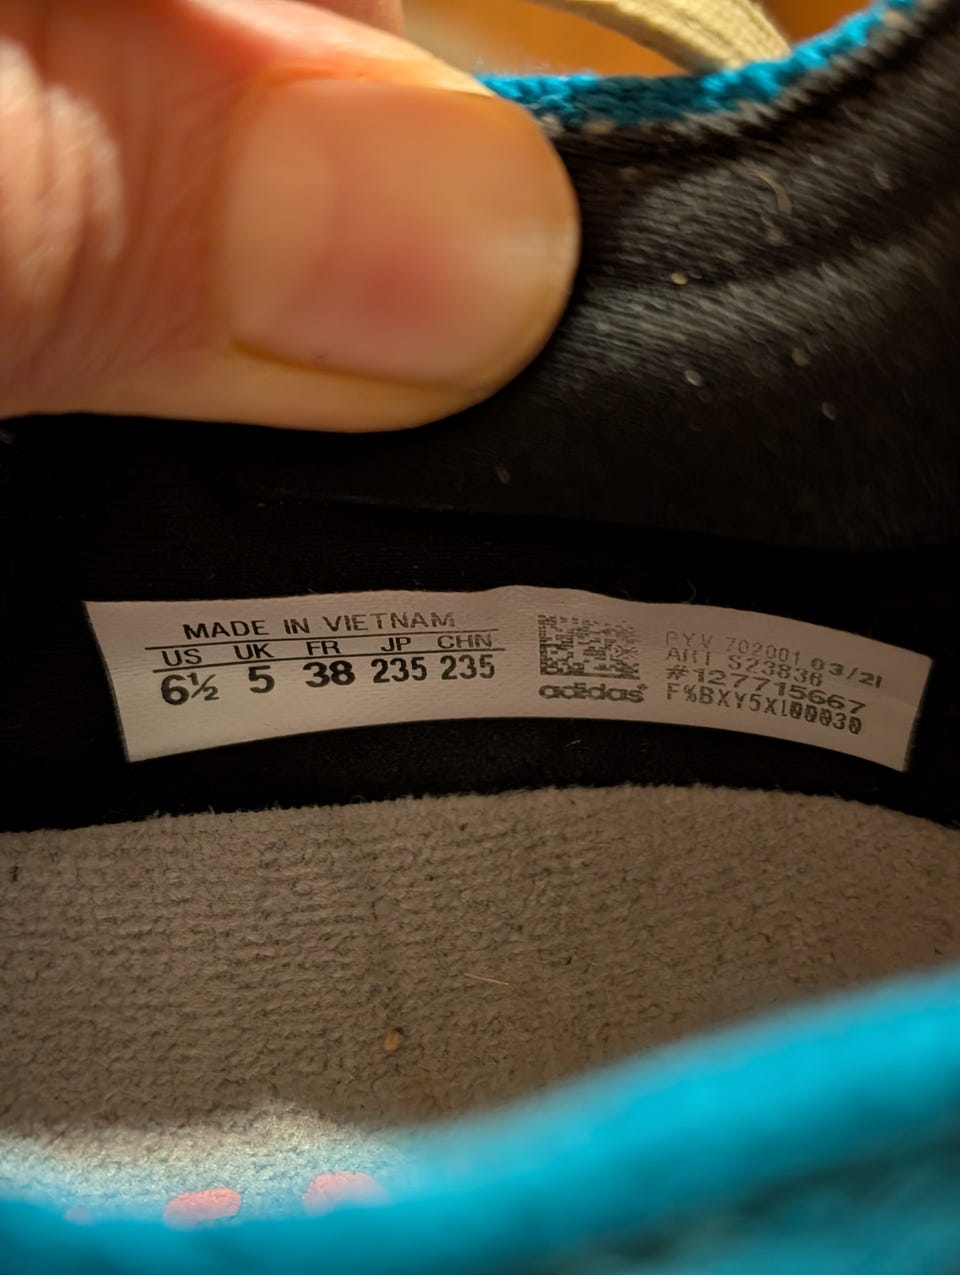 MADE IN VIETNAM
US UK FR JP CHN
6½ 5 38 235 235
adidas
PYV 702001 03/21
ART S23836
#127715667
F%BXY5XL00030